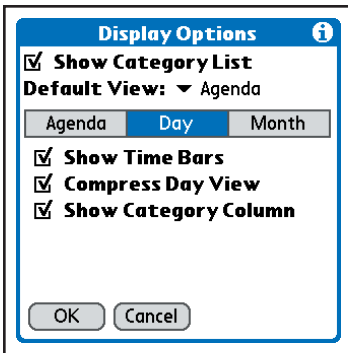 Display Options i
Show Category List
Default View: Agenda
Agenda Day Month
Show Time Bars
Compress Day View
Show Category Column
OK Cancel